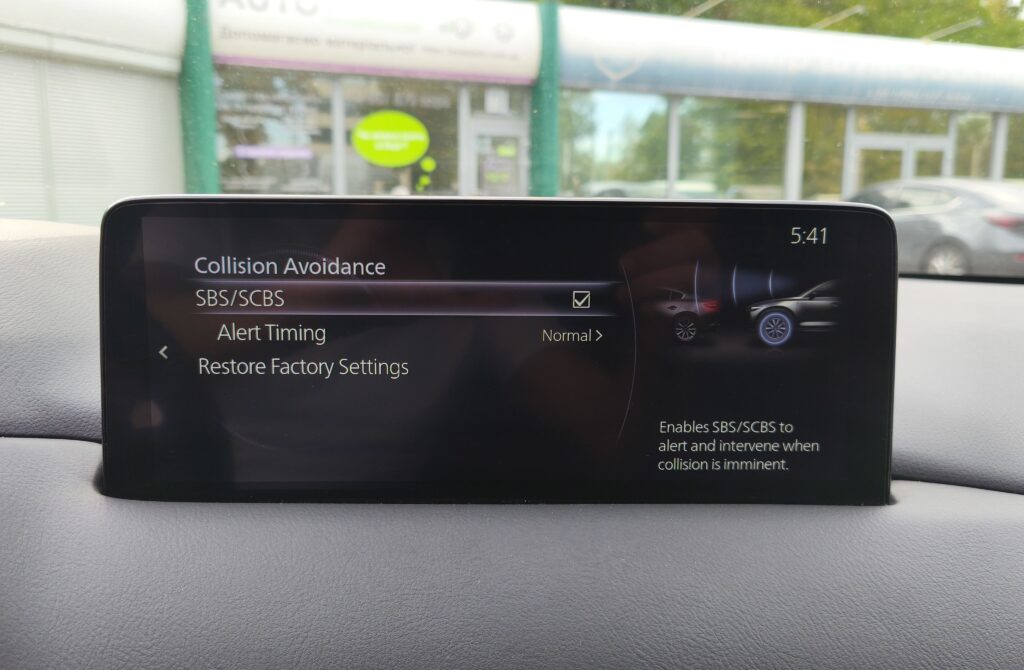 AUTO
5:41
Collision Avoidance
SBS/SCBS
Alert Timing
Normal
Restore Factory Settings
Enables SBS/SCBS to
alert and intervene when
collision is imminent.